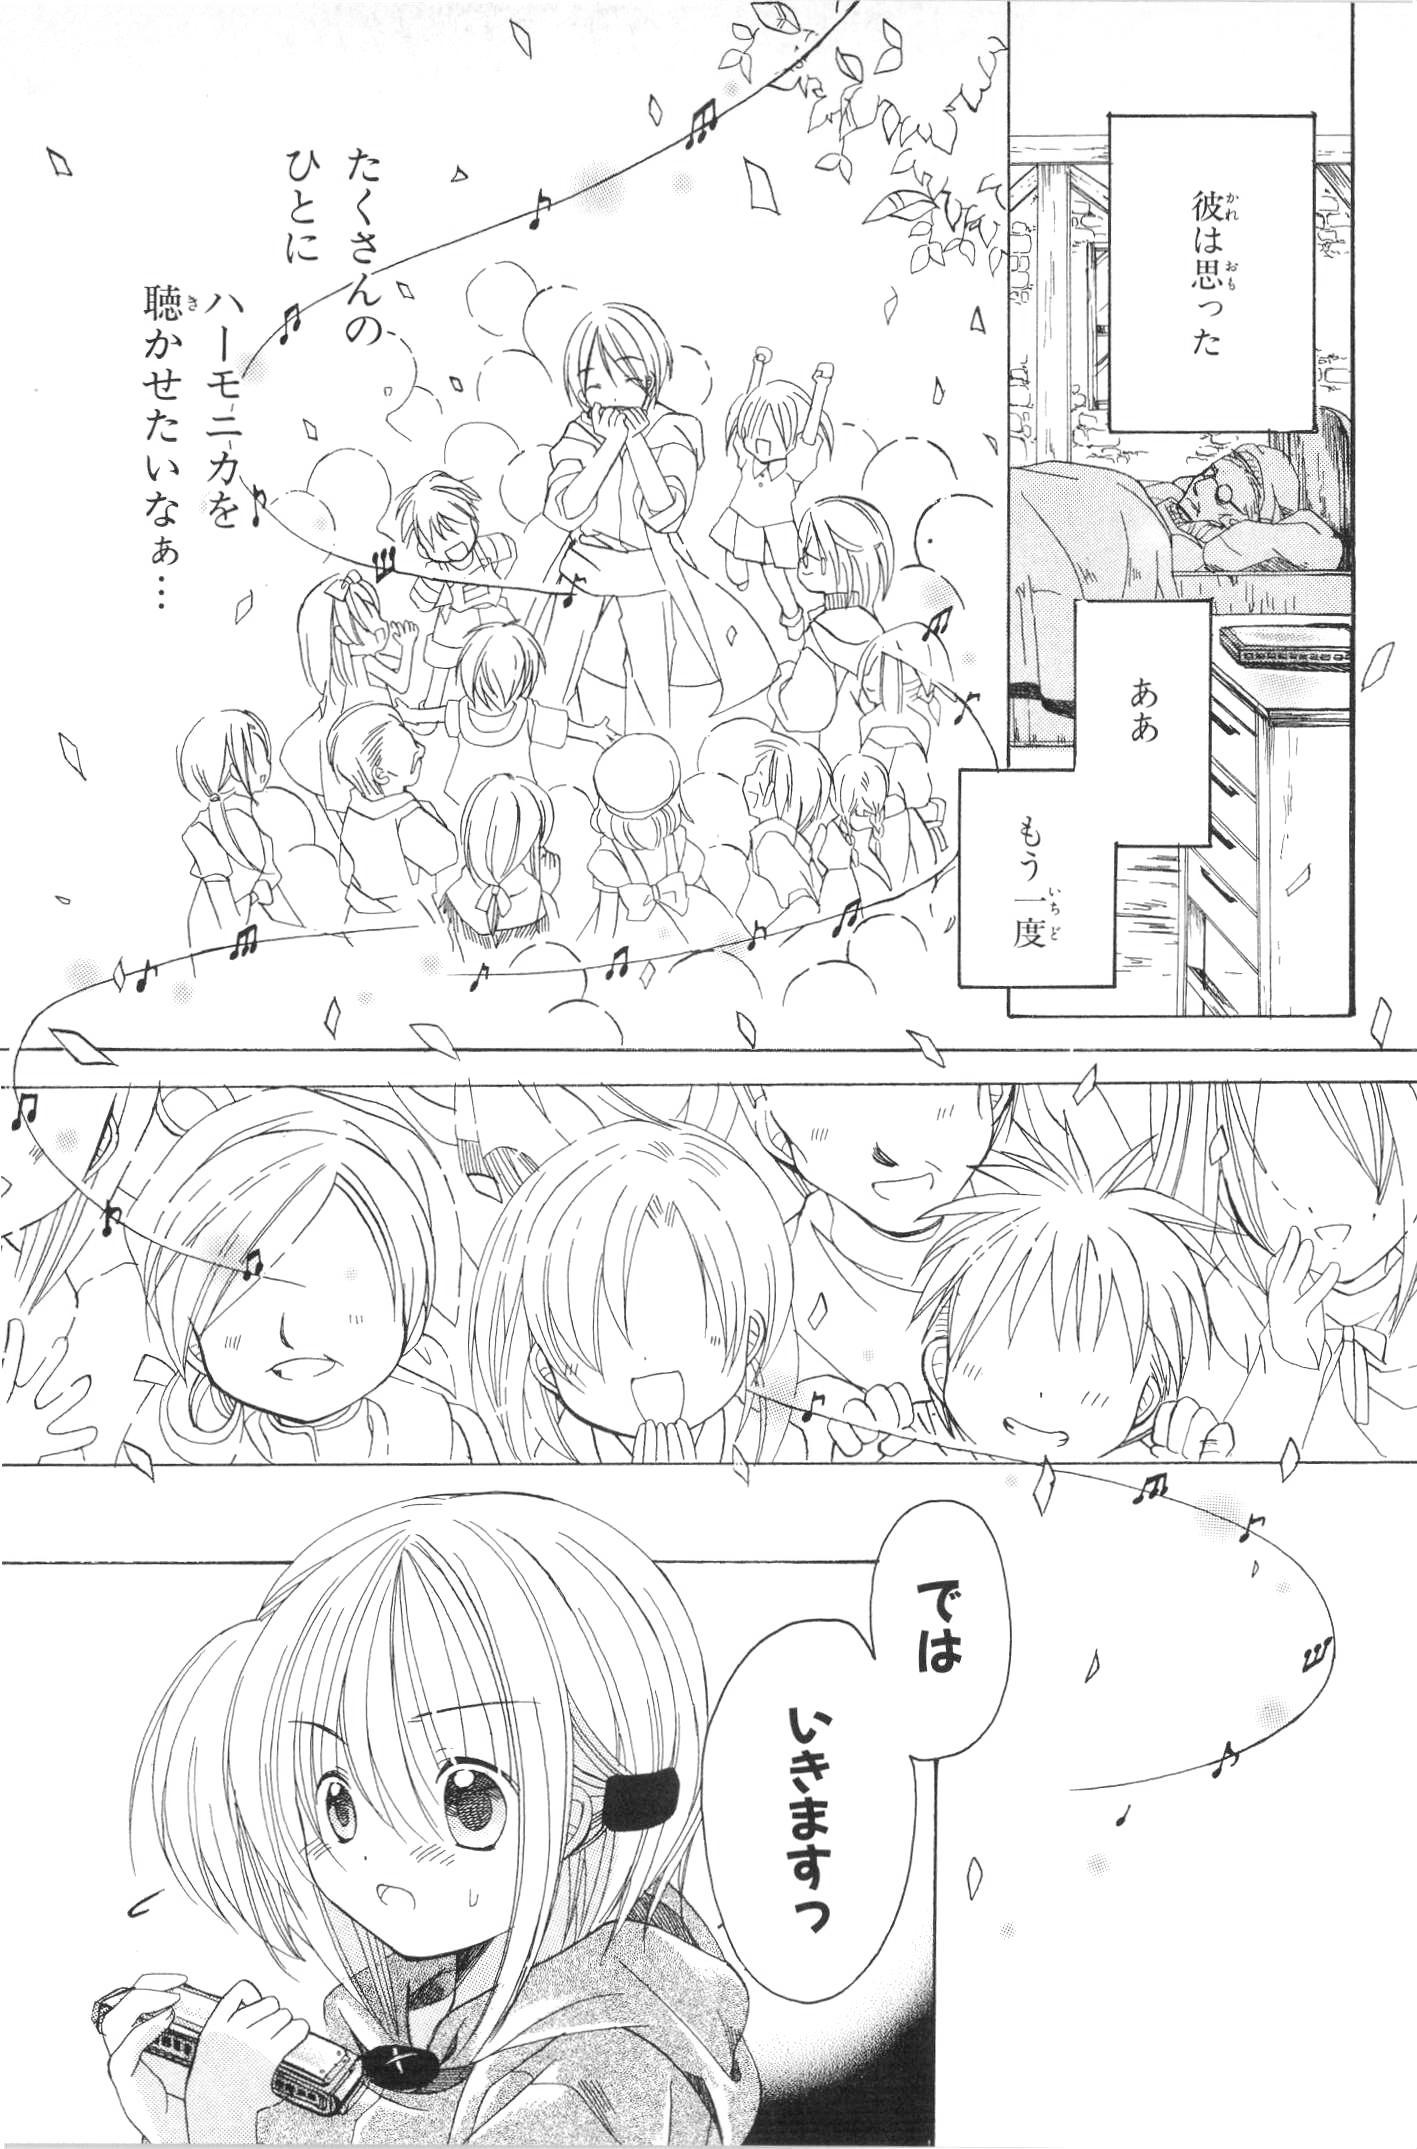 彼は思った
ああ
もう一度
たくさんの
ひとに
ハーモニカを
聴かせたいなぁ…
では
いきますっ